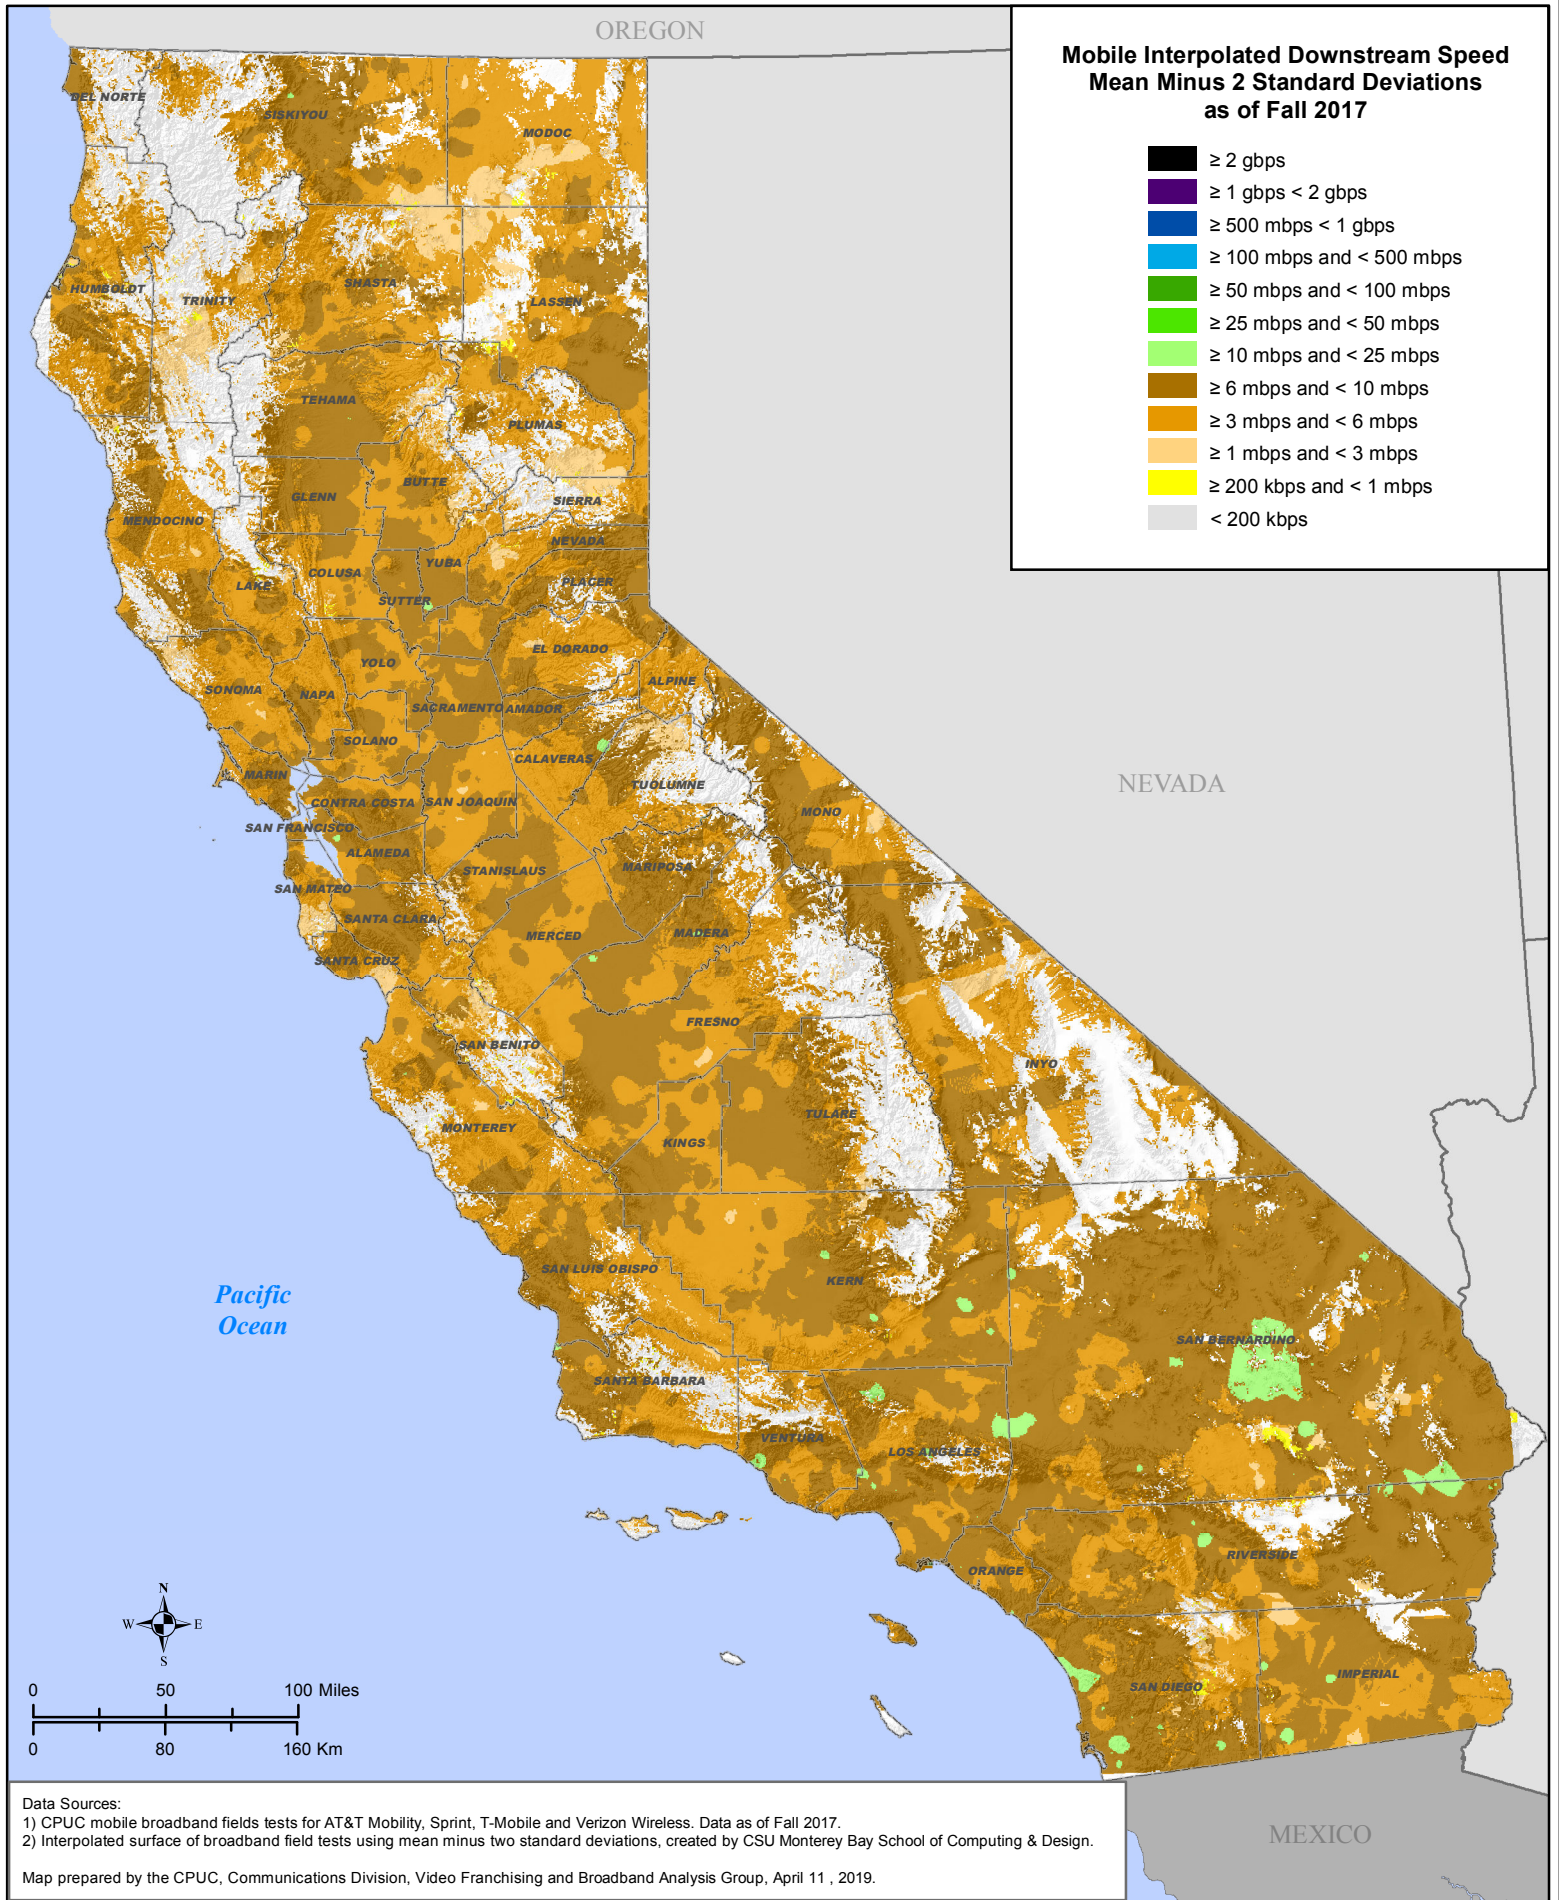 OREGON
Mobile Interpolated Downstream Speed
Mean Minus 2 Standard Deviations
as of Fall 2017
≥ 2 gbps
≥ 1 gbps < 2 gbps
≥ 500 mbps < 1 gbps
≥ 100 mbps and < 500 mbps
≥ 50 mbps and < 100 mbps
≥ 25 mbps and < 50 mbps
≥ 10 mbps and < 25 mbps
≥ 6 mbps and < 10 mbps
≥ 3 mbps and < 6 mbps
≥ 1 mbps and < 3 mbps
≥ 200 kbps and < 1 mbps
< 200 kbps
DEL NORTE
SISKIYOU
MODOC
HUMBOLDT
TRINITY
SHASTA
LASSEN
TEHAMA
PLUMAS
GLENN
BUTTE
SIERRA
MENDOCINO
NEVADA
LAKE
COLUSA
YUBA
PLACER
SUTTER
EL DORADO
YOLO
ALPINE
SONOMA
NAPA
SACRAMENTO
AMADOR
SOLANO
CALAVERAS
MARIN
TUOLUMNE
NEVADA
CONTRA COSTA
SAN JOAQUIN
MONO
SAN FRANCISCO
ALAMEDA
STANISLAUS
MARIPOSA
SAN MATEO
SANTA CLARA
MERCED
MADERA
SANTA CRUZ
FRESNO
SAN BENITO
INYO
MONTEREY
TULARE
KINGS
SAN LUIS OBISPO
KERN
Pacific
Ocean
SAN BERNARDINO
SANTA BARBARA
VENTURA
LOS ANGELES
RIVERSIDE
ORANGE
IMPERIAL
SAN DIEGO
N
W
E
S
0 50 100 Miles
0 80 160 Km
MEXICO
Data Sources:
1) CPUC mobile broadband fields tests for AT&T Mobility, Sprint, T-Mobile and Verizon Wireless. Data as of Fall 2017.
2) Interpolated surface of broadband field tests using mean minus two standard deviations, created by CSU Monterey Bay School of Computing & Design.
Map prepared by the CPUC, Communications Division, Video Franchising and Broadband Analysis Group, April 11 , 2019.